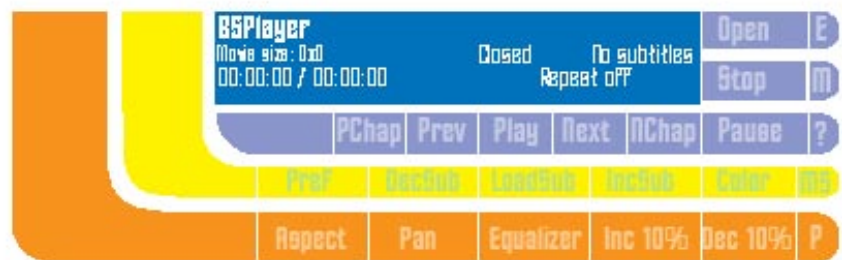 BSPlayer Open E
Movie size: 0x0 Closed No subtitles
00:00:00 / 00:00:00 Repeat off Stop M
PChap Prev Play Next NChap Pause ?
Pref DecSub LoadSub IncSub Color MS
Aspect Pan Equalizer Inc 10% Dec 10% P